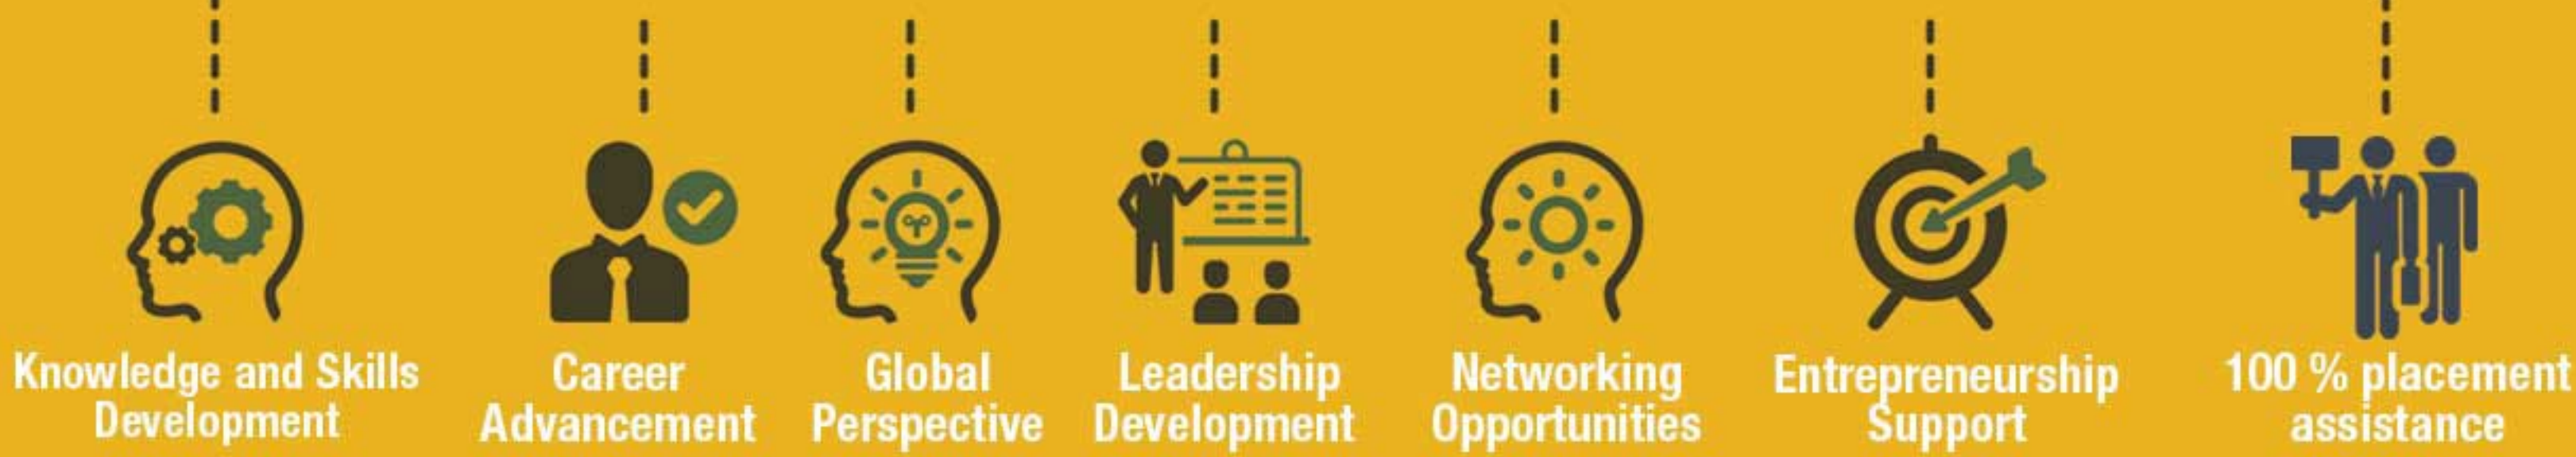 Knowledge and Skills
Development
Career
Advancement
Global
Perspective
Leadership
Development
Networking
Opportunities
Entrepreneurship
Support
100 % placement
assistance